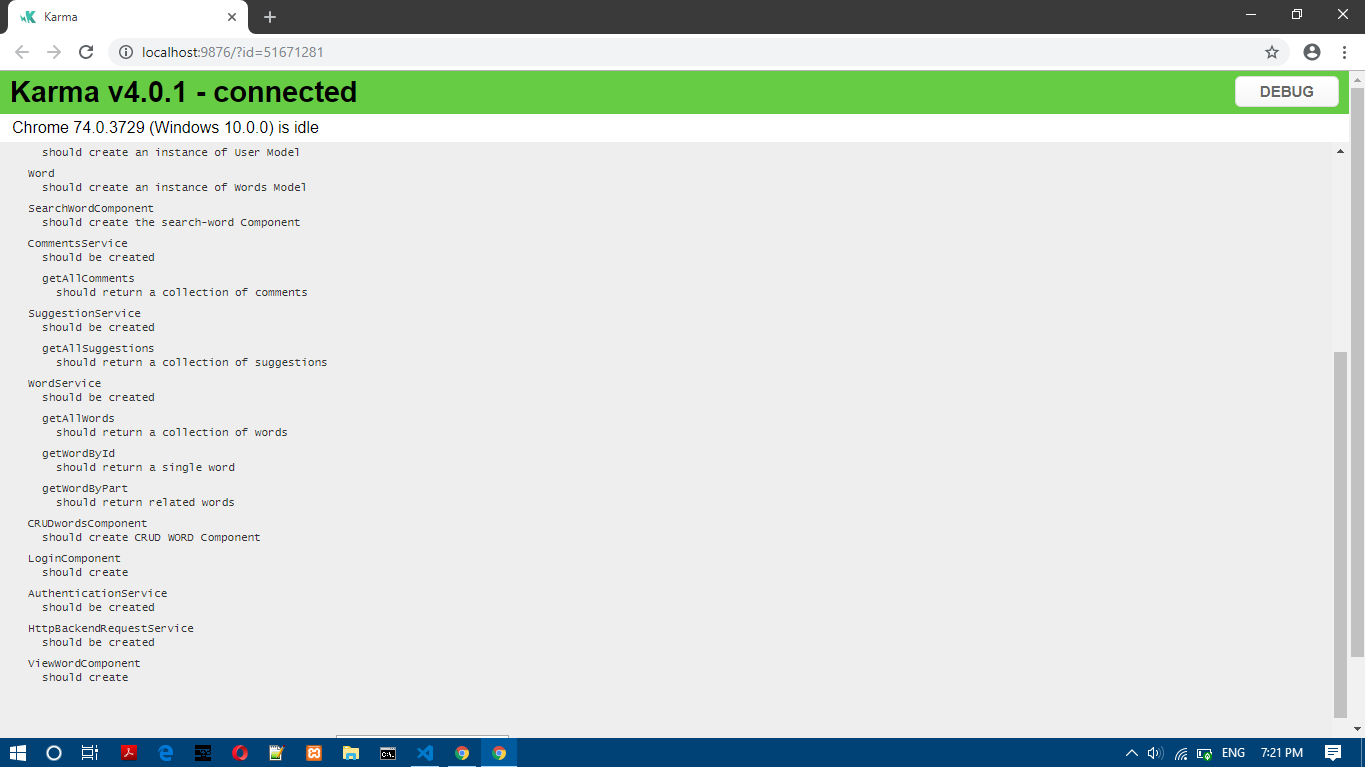 Karma
localhost:9876/?id=51671281
Karma v4.0.1 - connected
DEBUG
Chrome 74.0.3729 (Windows 10.0.0) is idle
should create an instance of User Model
Word
should create an instance of Words Model
SearchWordComponent
should create the search-word Component
CommentsService
should be created
getAllComments
should return a collection of comments
SuggestionService
should be created
getAllSuggestions
should return a collection of suggestions
WordService
should be created
getAllWords
should return a collection of words
getWordById
should return a single word
getWordByPart
should return related words
CRUDwordsComponent
should create CRUD WORD Component
LoginComponent
should create
AuthenticationService
should be created
HttpBackendRequestService
should be created
ViewWordComponent
should create
ENG
7:21 PM